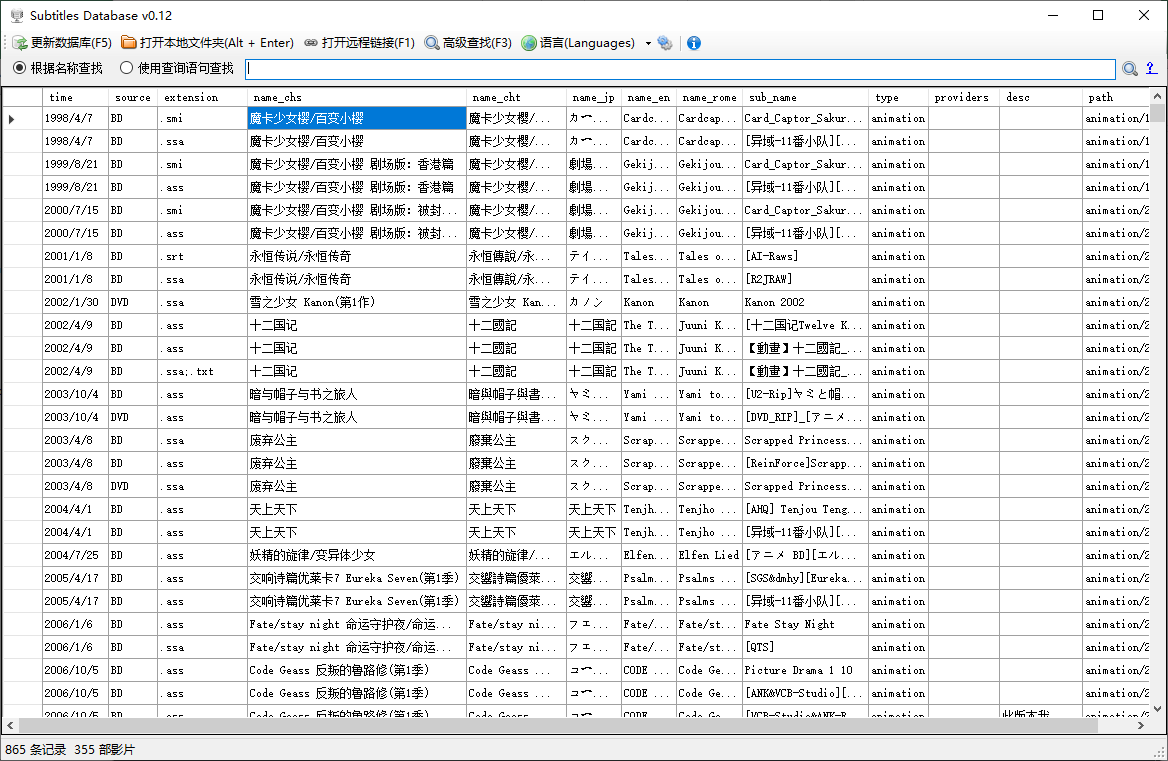 Subtitles Database v0.12
更新数据库(F5) 打开本地文件夹(Alt + Enter) 打开远程链接(F1) 高级查找(F3) 语言(Languages)
根据名称查找 使用查询语句查找
time source extension name_chs name_cht name_jp name_en name_rome sub_name type providers desc path
1998/4/7 BD .smi 魔卡少女樱/百变小樱 魔卡少女櫻/... カー... Cardc... Cardcap... Card_Captor_Sakur... animation animation/1
1998/4/7 BD .ssa 魔卡少女樱/百变小樱 魔卡少女櫻/... カー... Cardc... Cardcap... [异域-11番小队][... animation animation/1
1999/8/21 BD .smi 魔卡少女樱/百变小樱 剧场版: 香港篇 魔卡少女櫻/... 劇場... Gekij... Gekijou... Card_Captor_Sakur... animation animation/1
1999/8/21 BD .ass 魔卡少女樱/百变小樱 剧场版: 香港篇 魔卡少女櫻/... 劇場... Gekij... Gekijou... [异域-11番小队][... animation animation/1
2000/7/15 BD .smi 魔卡少女樱/百变小樱 剧场版: 被封... 魔卡少女櫻/... 劇場... Gekij... Gekijou... Card_Captor_Sakur... animation animation/2
2000/7/15 BD .ass 魔卡少女樱/百变小樱 剧场版: 被封... 魔卡少女櫻/... 劇場... Gekij... Gekijou... [异域-11番小队][... animation animation/2
2001/1/8 BD .srt 永恒传说/永恒传奇 永恒傳說/永... テイ... Tales... Tales o... [AI-Raws] animation animation/2
2001/1/8 BD .ssa 永恒传说/永恒传奇 永恒傳說/永... テイ... Tales... Tales o... [R2JRAW] animation animation/2
2002/1/30 DVD .ssa 雪之少女 Kanon(第1作) 雪之少女 Kan... カノン Kanon Kanon Kanon 2002 animation animation/2
2002/4/9 BD .ass 十二国记 十二國記 十二国記 The T... Juuni K... [十二国记Twelve K... animation animation/2
2002/4/9 BD .ass 十二国记 十二國記 十二国記 The T... Juuni K... 【動畫】十二國記_... animation animation/2
2002/4/9 BD .ssa;.txt 十二国记 十二國記 十二国記 The T... Juuni K... 【動畫】十二國記_... animation animation/2
2003/10/4 BD .ass 暗与帽子与书之旅人 暗與帽子與書... ヤミ... Yami ... Yami to... [U2-Rip]ヤミと帽... animation animation/2
2003/10/4 DVD .ass 暗与帽子与书之旅人 暗與帽子與書... ヤミ... Yami ... Yami to... [DVD_RIP]_[アニメ... animation animation/2
2003/4/8 BD .ssa 废弃公主 廢棄公主 スク... Scrap... Scrappe... Scrapped Princess... animation animation/2
2003/4/8 BD .ass 废弃公主 廢棄公主 スク... Scrap... Scrappe... [ReinForce]Scrapp... animation animation/2
2003/4/8 DVD .ssa 废弃公主 廢棄公主 スク... Scrap... Scrappe... Scrapped Princess... animation animation/2
2004/4/1 BD .ass 天上天下 天上天下 天上天下 Tenjh... Tenjho ... [AHQ] Tenjou Teng... animation animation/2
2004/4/1 BD .ass 天上天下 天上天下 天上天下 Tenjh... Tenjho ... [异域-11番小队][... animation animation/2
2004/7/25 BD .ass 妖精的旋律/变异体少女 妖精的旋律/... エル... Elfen... Elfen Lied [アニメ BD][エル... animation animation/2
2005/4/17 BD .ass 交响诗篇优莱卡7 Eureka Seven(第1季) 交響詩篇優萊... 交響... Psalm... Psalms ... [SGS&dmhy][Eureka... animation animation/2
2005/4/17 BD .ass 交响诗篇优莱卡7 Eureka Seven(第1季) 交響詩篇優萊... 交響... Psalm... Psalms ... [异域-11番小队][... animation animation/2
2006/1/6 BD .ass Fate/stay night 命运守护夜/命运... Fate/stay ni... フェ... Fate/... Fate/st... Fate Stay Night animation animation/2
2006/1/6 BD .ssa Fate/stay night 命运守护夜/命运... Fate/stay ni... フェ... Fate/... Fate/st... [QTS] animation animation/2
2006/10/5 BD .ass Code Geass 反叛的鲁路修(第1季) Code Geass ... コー... CODE ... Code Ge... Picture Drama 1 10 animation animation/2
2006/10/5 BD .ass Code Geass 反叛的鲁路修(第1季) Code Geass ... コー... CODE ... Code Ge... [ANK&VCB-Studio][... animation animation/2
2006/10/5 BD .ass Code Geass 反叛的鲁路修(第1季) Code Geass ... コー... CODE ... Code Ge... [VCB-Studio&ANK-R... animation 此版本我... animation/2
865 条记录 355 部影片